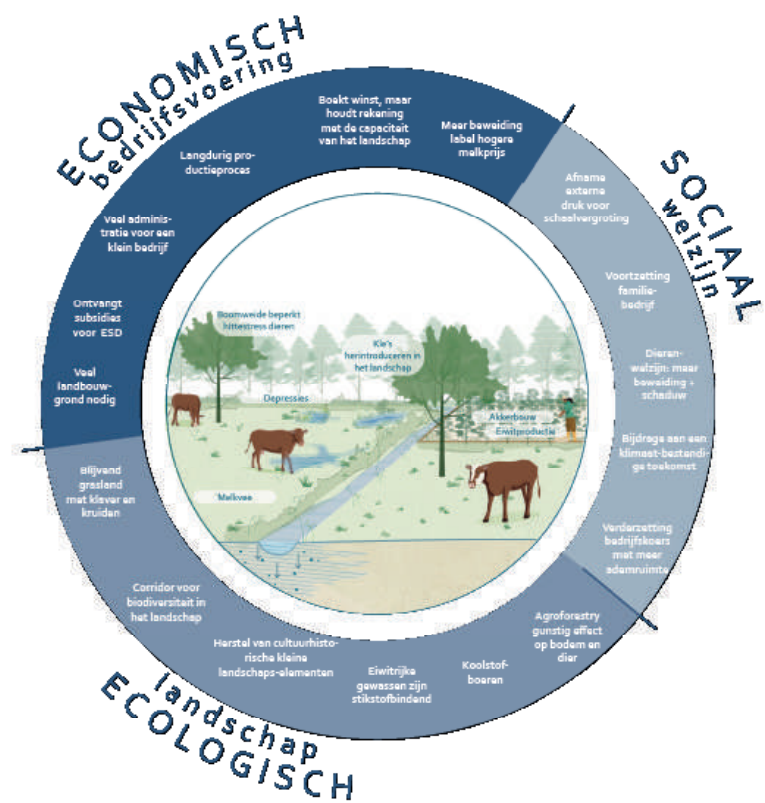 ECONOMISCH
bedrijfsvoering
Boekt winst, maar
houdt rekening
met de capaciteit
van het landschap
Meer beweiding
label hogere
melkprijs
Langdurig pro-
ductieproces
Veel adminis-
tratie voor een
klein bedrijf
Ontvangt
subsidies
voor ESD
Veel
landbouw-
grond nodig
SOCIAAL
welzijn
Afname
externe
druk voor
schaalvergroting
Voortzetting
familie-
bedrijf
Dieren-
welzijn: meer
beweiding +
schaduw
Bijdrage aan een
klimaat-bestendi-
ge toekomst
Verderzetting
bedrijfskoers
met meer
ademruimte
Boomweide beperkt
hittestress dieren
Kle's
herintroduceren in
het landschap
Depressies
Akkerbouw
Eiwitproductie
Melkvee
Blijvend
grasland
met klaver en
kruiden
Corridor voor
biodiversiteit in
het landschap
Herstel van cultuurhisto-
rische kleine
landschaps-elementen
Eiwitrijke
gewassen zijn
stikstofbindend
Koolstof-
boeren
Agroforestry
gunstig effect
op bodem en
dier
landschap
ECOLOGISCH